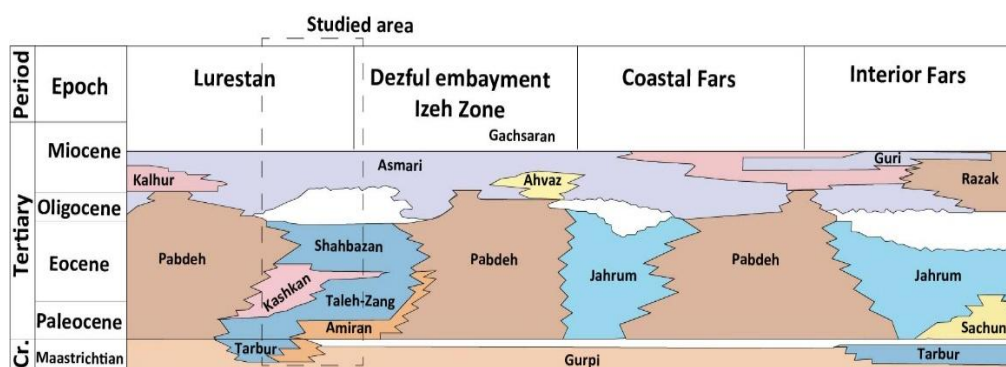 Studied area
Period
Epoch
Lurestan
Dezful embayment
Izeh Zone
Coastal Fars
Interior Fars
Gachsaran
Tertiary
Miocene
Asmari
Guri
Kalhur
Ahvaz
Razak
Oligocene
Shahbazan
Eocene
Pabdeh
Pabdeh
Jahrum
Pabdeh
Jahrum
Kashkan
Taleh-Zang
Paleocene
Amiran
Sachun
Cr.
Maastrichtian
Tarbur
Gurpi
Tarbur